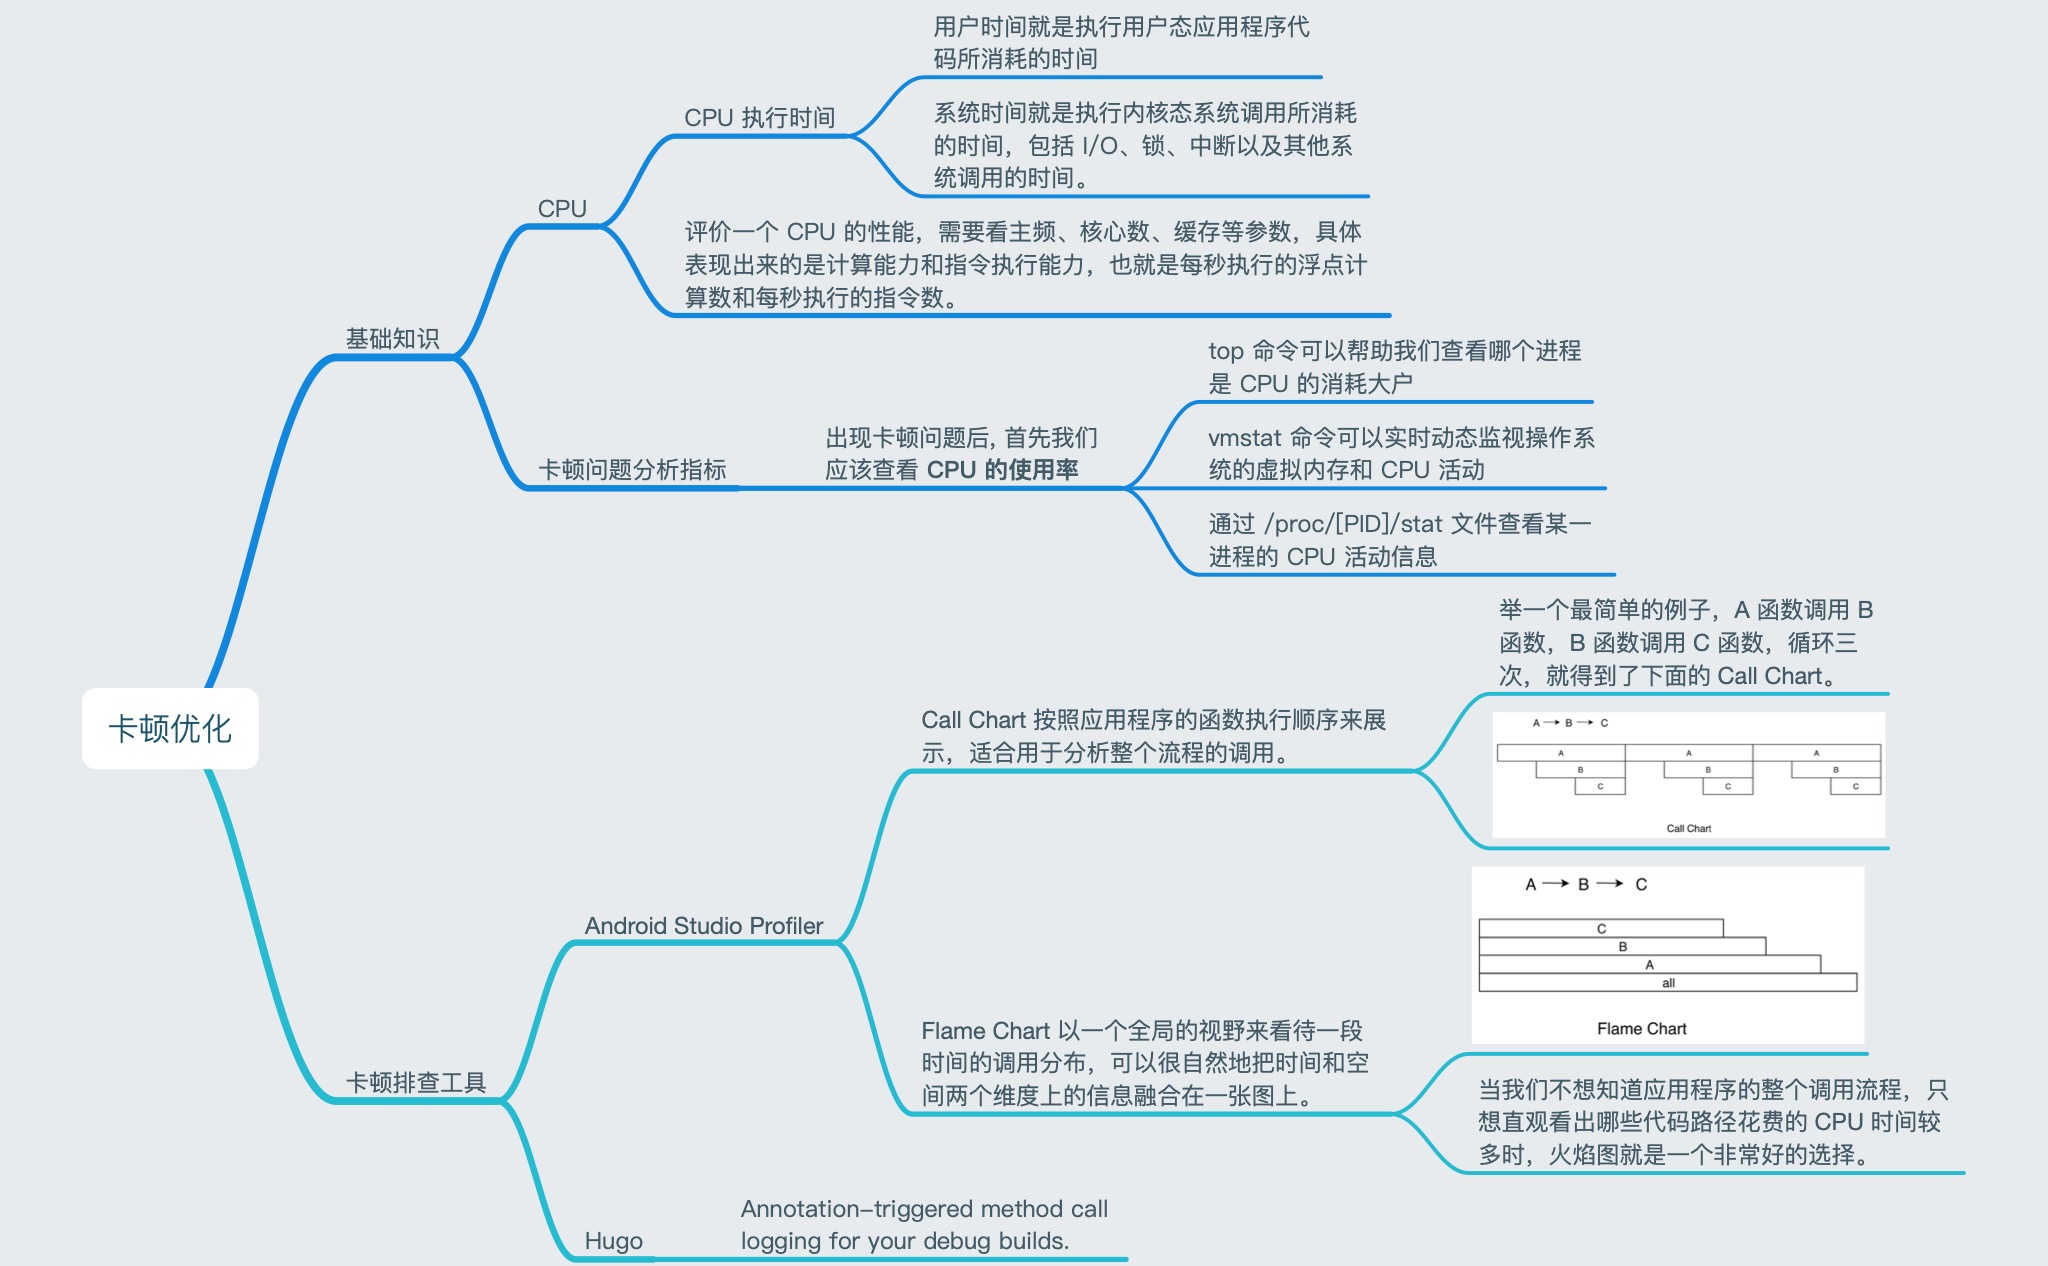 用户时间就是执行用户态应用程序代
码所消耗的时间
CPU 执行时间
系统时间就是执行内核态系统调用所消耗
的时间，包括 I/O、锁、中断以及其他系
统调用的时间。
CPU
评价一个 CPU 的性能，需要看主频、核心数、缓存等参数，具体
表现出来的是计算能力和指令执行能力，也就是每秒执行的浮点计
算数和每秒执行的指令数。
基础知识
top 命令可以帮助我们查看哪个进程
是 CPU 的消耗大户
卡顿问题分析指标
出现卡顿问题后, 首先我们
应该查看 CPU 的使用率
vmstat 命令可以实时动态监视操作系
统的虚拟内存和 CPU 活动
通过 /proc/[PID]/stat 文件查看某一
进程的 CPU 活动信息
卡顿优化
举一个最简单的例子，A 函数调用 B
函数，B 函数调用 C 函数，循环三
次，就得到了下面的 Call Chart。
Call Chart 按照应用程序的函数执行顺序来展
示，适合用于分析整个流程的调用。
A → B → C
A A A
B B B
C C C
Call Chart
Android Studio Profiler
A → B → C
C
B
A
all
Flame Chart
Flame Chart 以一个全局的视野来看待一段
时间的调用分布，可以很自然地把时间和空
间两个维度上的信息融合在一张图上。
当我们不想知道应用程序的整个调用流程，只
想直观看出哪些代码路径花费的 CPU 时间较
多时，火焰图就是一个非常好的选择。
卡顿排查工具
Hugo
Annotation-triggered method call
logging for your debug builds.